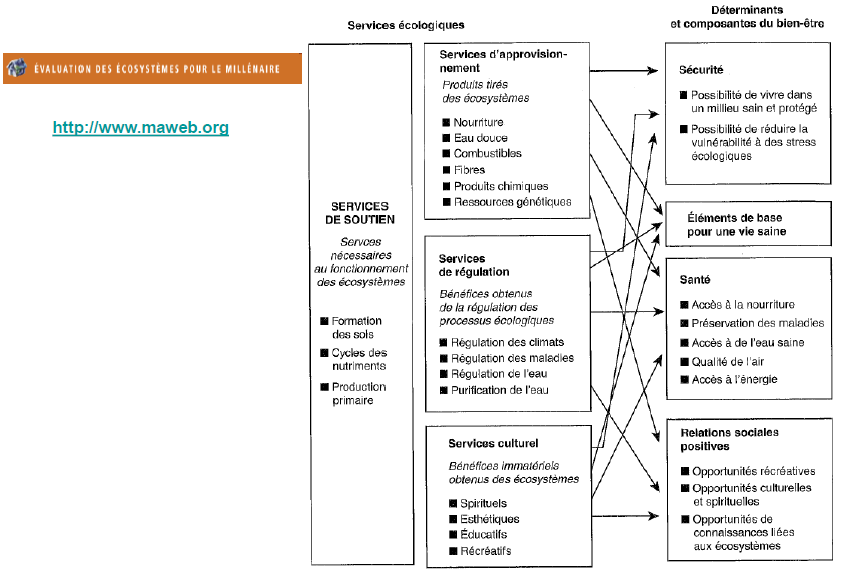 ÉVALUATION DES ÉCOSYSTÈMES POUR LE MILLÉNAIRE
http://www.maweb.org
Services écologiques
SERVICES
DE SOUTIEN
Servces
nécessaires
au fonctionnement
des écosystèmes
Formation
des sols
Cycles des
nutriments
Production
primaire
Services d'approvision-
nement
Produits tirés
des écosystèmes
Nourriture
Eau douce
Combustibles
Fibres
Produits chimiques
Ressources génétiques
Services
de régulation
Bénéfices obtenus
de la régulation des
processus écologiques
Régulation des climats
Régulation des maladies
Régulation de l'eau
Purification de l'eau
Services culturel
Bénéfices immatériels
obtenus des écosystèmes
Spirituels
Esthétiques
Éducatifs
Récréatifs
Déterminants
et composantes du bien-être
Sécurité
Possibilité de vivre dans
un millieu sain et protégé
Possibilité de réduire la
vulnérabilité à des stress
écologiques
Éléments de base
pour une vie saine
Santé
Accès à la nourriture
Préservation des maladies
Accès à de l'eau saine
Qualité de l'air
Accès à l'énergie
Relations sociales
positives
Opportunités récréatives
Opportunités culturelles
et spirituelles
Opportunités de
connaissances liées
aux écosystèmes